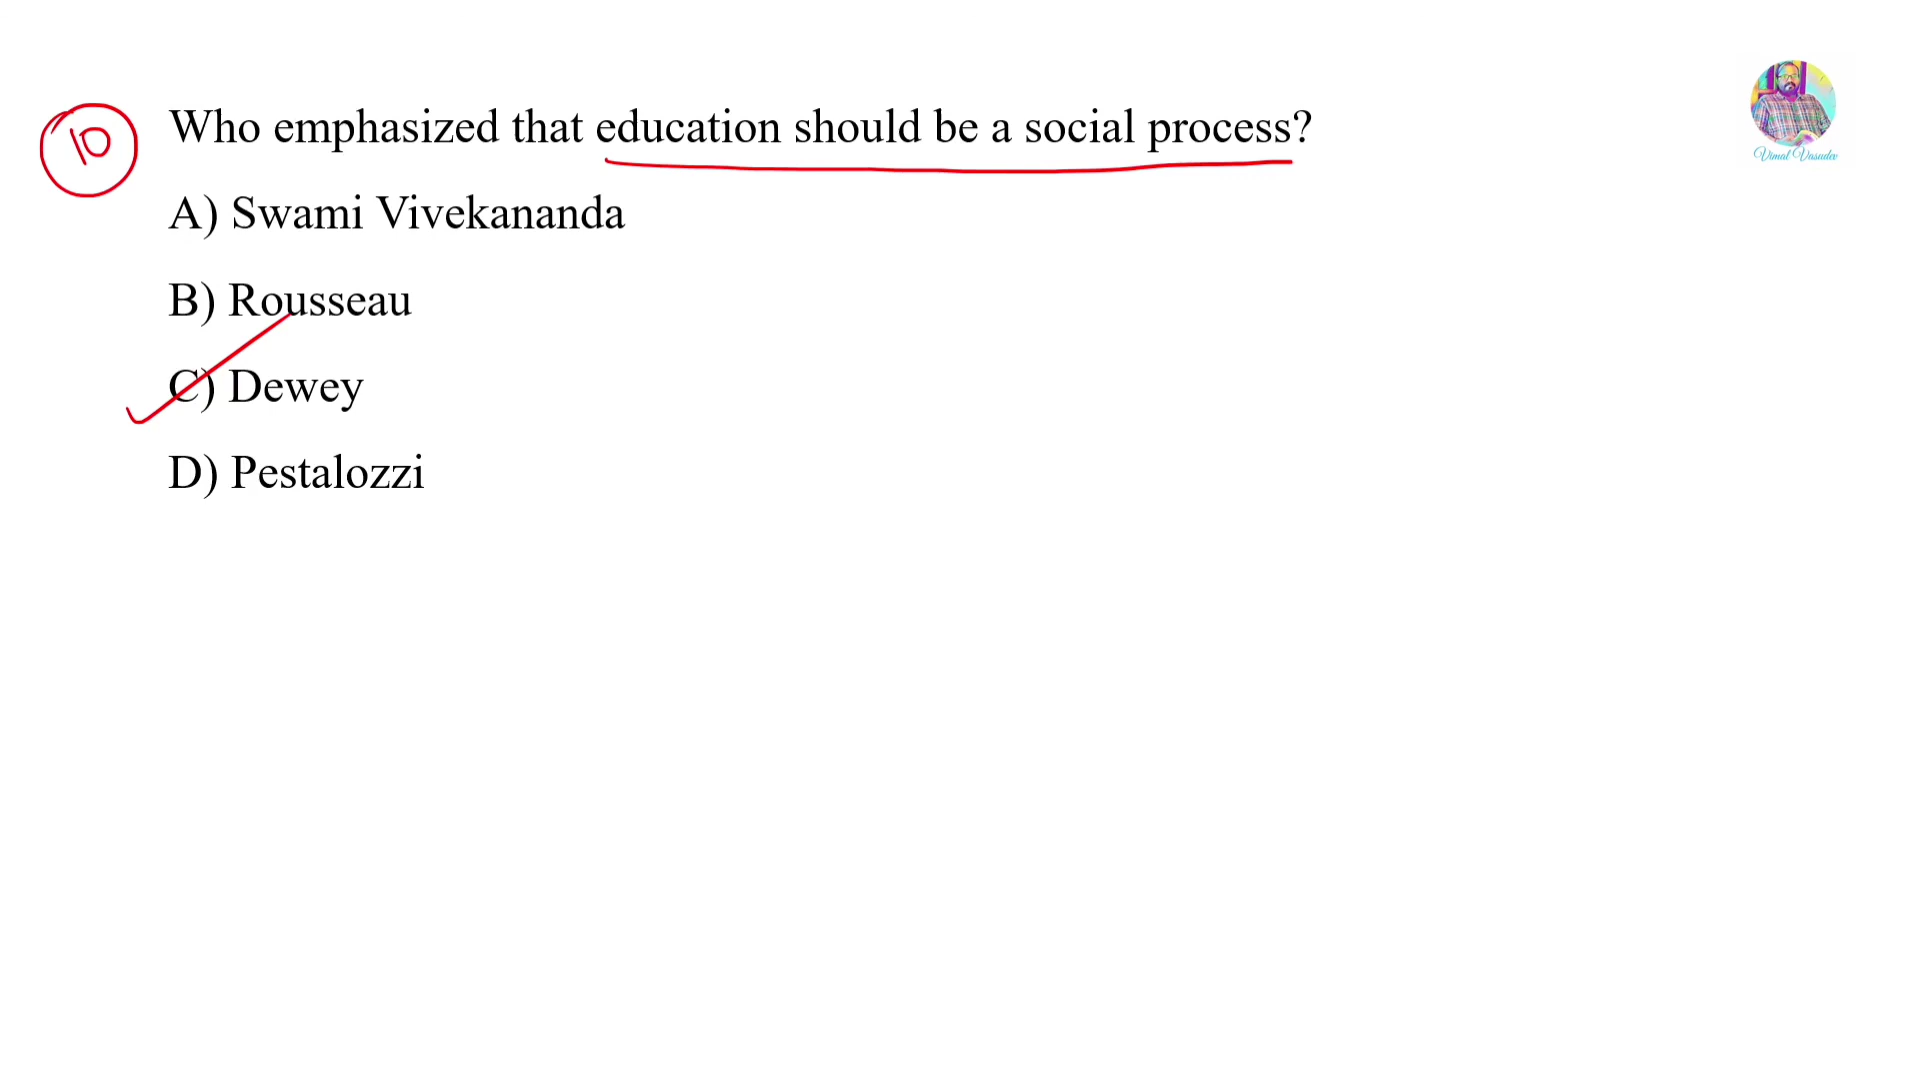 10
Who emphasized that education should be a social process?
A) Swami Vivekananda
B) Rousseau
C) Dewey
D) Pestalozzi
Vimal Vasudev